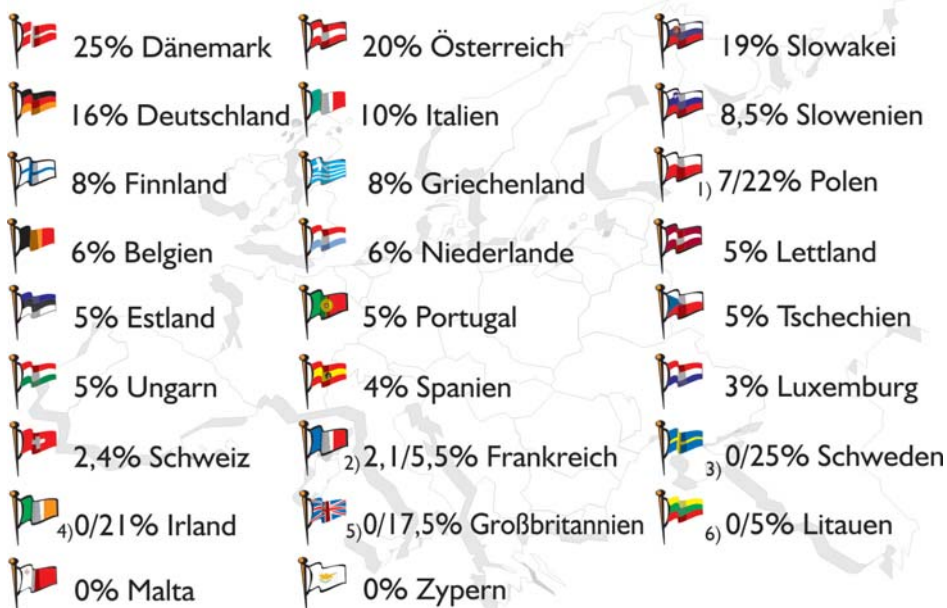 25% Dänemark
20% Österreich
19% Slowakei
16% Deutschland
10% Italien
8,5% Slowenien
8% Finnland
8% Griechenland
1) 7/22% Polen
6% Belgien
6% Niederlande
5% Lettland
5% Estland
5% Portugal
5% Tschechien
5% Ungarn
4% Spanien
3% Luxemburg
2,4% Schweiz
2) 2,1/5,5% Frankreich
3) 0/25% Schweden
4) 0/21% Irland
5) 0/17,5% Großbritannien
6) 0/5% Litauen
0% Malta
0% Zypern